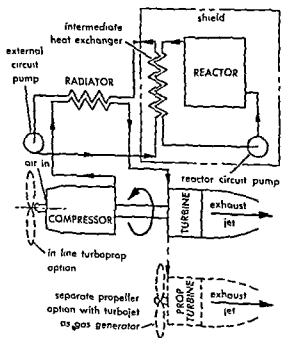 intermediate
heat exchanger
shield
external
circuit
pump
RADIATOR
REACTOR
air in
reactor circuit pump
COMPRESSOR
TURBINE
exhaust
jet
in line turboprop
option
separate propeller
option with turbojet
as gas generator
PROP
TURBINE
exhaust
jet